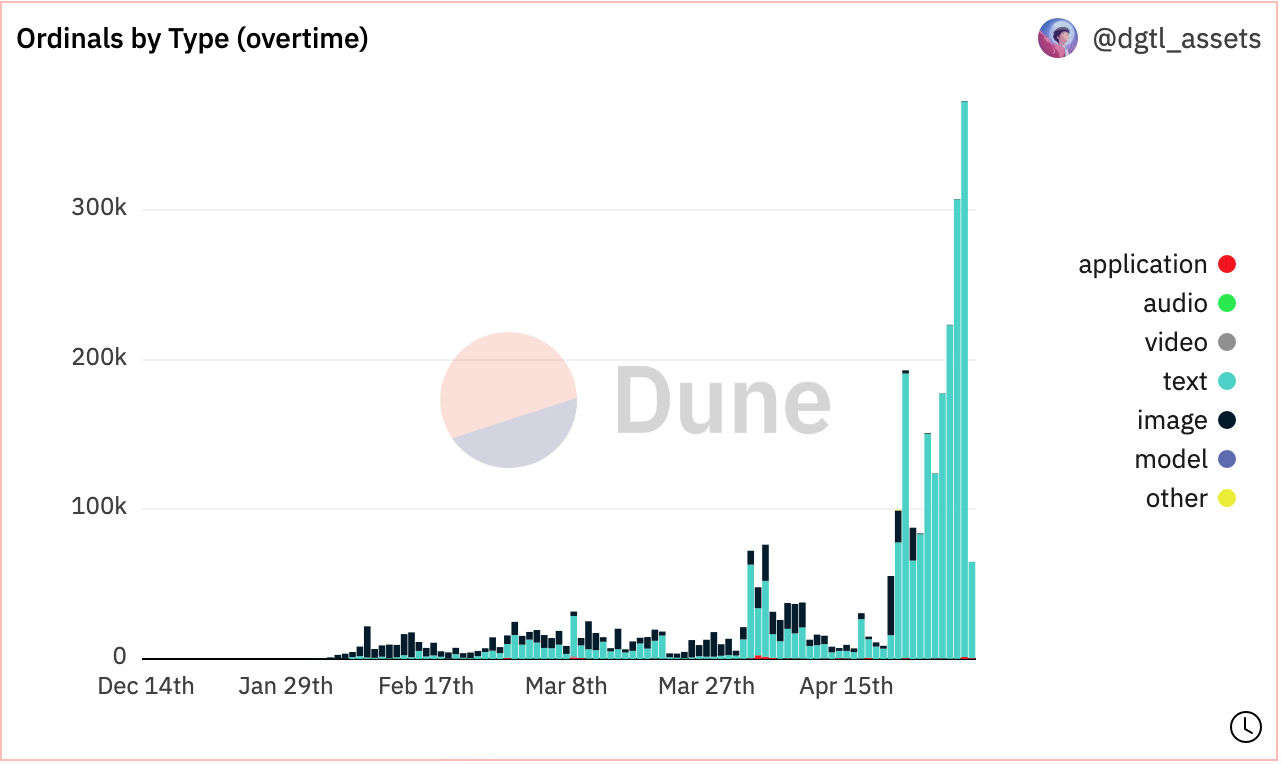 Ordinals by Type (overtime)
@dgtl_assets
300k
200k
100k
0
Dec 14th Jan 29th Feb 17th Mar 8th Mar 27th Apr 15th
application
audio
video
text
image
model
other
Dune